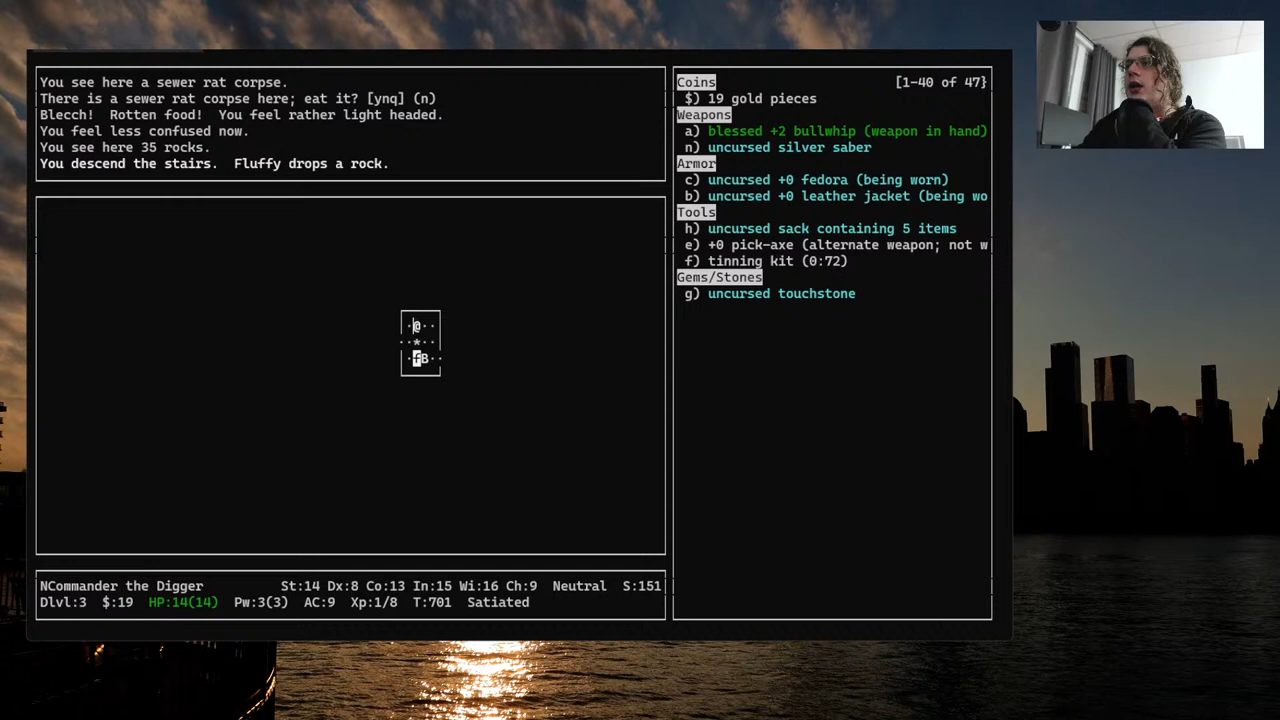 You see here a sewer rat corpse.
There is a sewer rat corpse here; eat it? [ynq] (n)
Blecch!  Rotten food!  You feel rather light headed.
You feel less confused now.
You see here 35 rocks.
You descend the stairs.  Fluffy drops a rock.
·@··
··*··
·fB··
NCommander the Digger St:14 Dx:8 Co:13 In:15 Wi:16 Ch:9 Neutral S:151
Dlvl:3 $:19 HP:14(14) Pw:3(3) AC:9 Xp:1/8 T:701 Satiated
Coins [1-40 of 47}
$) 19 gold pieces
Weapons
a) blessed +2 bullwhip (weapon in hand)
n) uncursed silver saber
Armor
c) uncursed +0 fedora (being worn)
b) uncursed +0 leather jacket (being wo
Tools
h) uncursed sack containing 5 items
e) +0 pick-axe (alternate weapon; not w
f) tinning kit (0:72)
Gems/Stones
g) uncursed touchstone